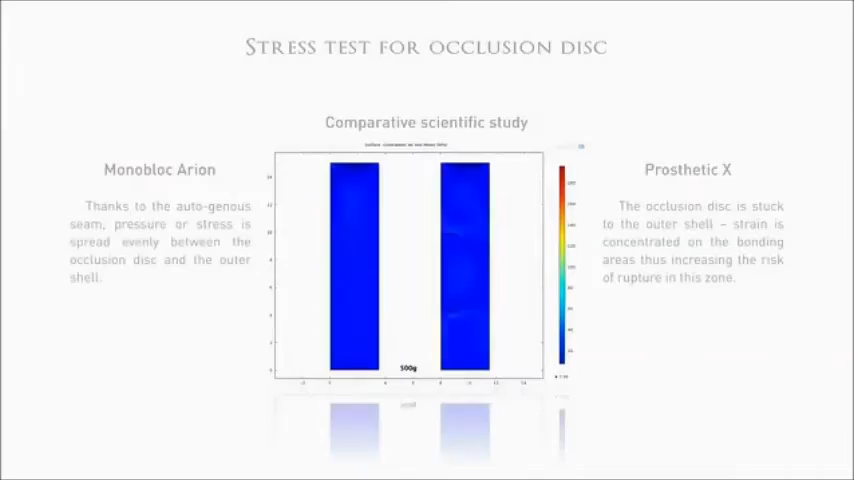 STRESS TEST FOR OCCLUSION DISC
Comparative scientific study
Monobloc Arion
Thanks to the auto-genous
seam, pressure or stress is
spread evenly between the
occlusion disc and the outer
shell.
500g
Prosthetic X
The occlusion disc is stuck
to the outer shell – strain is
concentrated on the bonding
areas thus increasing the risk
of rupture in this zone.